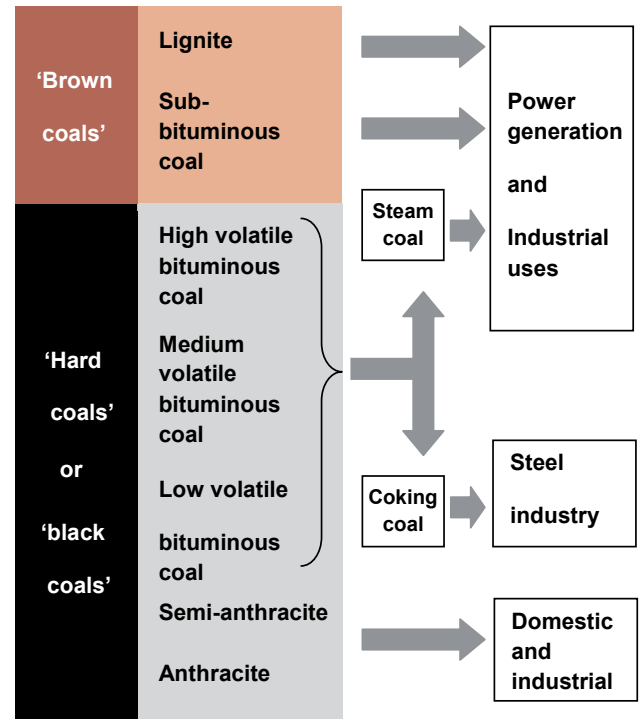 ‘Brown
coals’
Lignite
Sub-
bituminous
coal
‘Hard
coals’
or
‘black
coals’
High volatile
bituminous
coal
Medium
volatile
bituminous
coal
Low volatile
bituminous
coal
Semi-anthracite
Anthracite
Steam
coal
Coking
coal
Power
generation
and
Industrial
uses
Steel
industry
Domestic
and
industrial